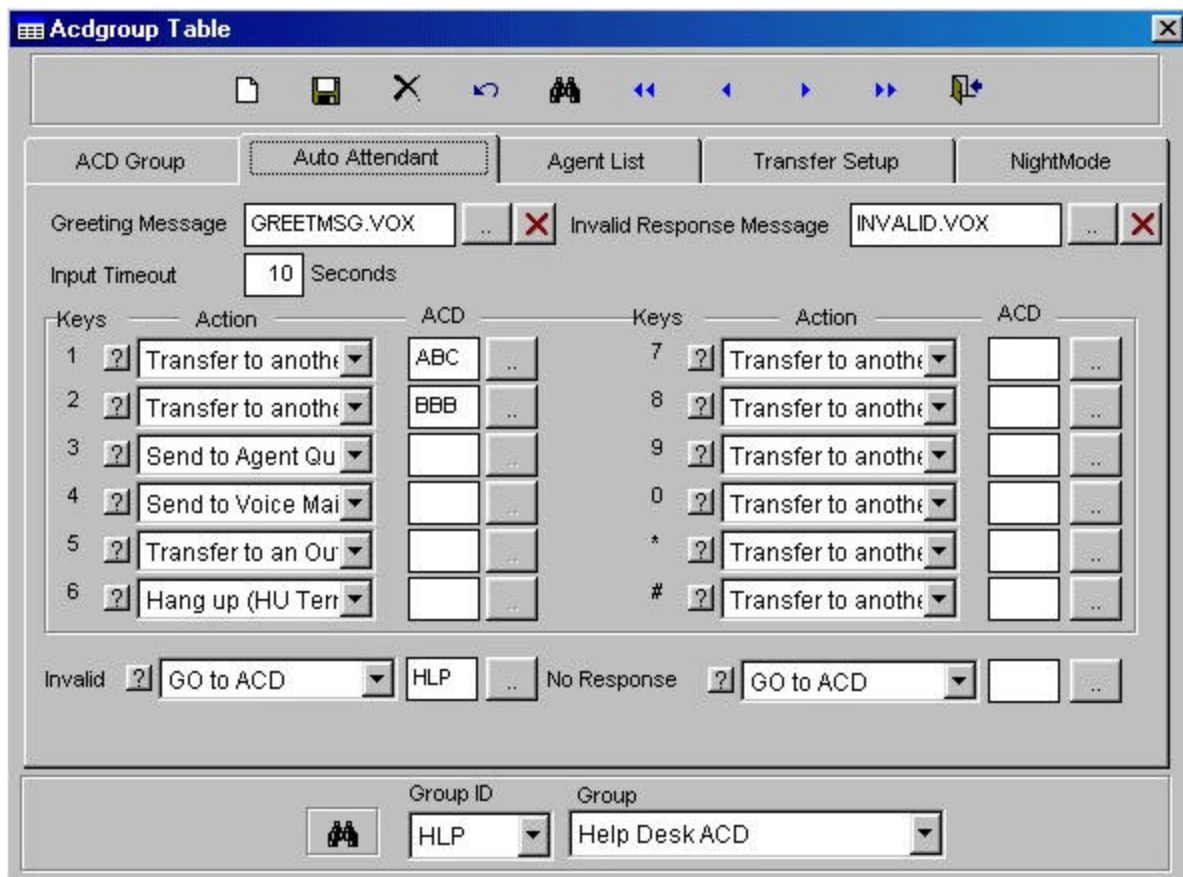 Acdgroup Table
ACD Group Auto Attendant Agent List Transfer Setup NightMode
Greeting Message GREETMSG.VOX .. Invalid Response Message INVALID.VOX ..
Input Timeout 10 Seconds
Keys Action ACD Keys Action ACD
1 ? Transfer to anothe ABC .. 7 ? Transfer to anothe ..
2 ? Transfer to anothe BBB .. 8 ? Transfer to anothe ..
3 ? Send to Agent Qu .. 9 ? Transfer to anothe ..
4 ? Send to Voice Mai .. 0 ? Transfer to anothe ..
5 ? Transfer to an Out .. * ? Transfer to anothe ..
6 ? Hang up (HU Terr .. # ? Transfer to anothe ..
Invalid ? GO to ACD HLP .. No Response ? GO to ACD ..
Group ID Group
HLP Help Desk ACD